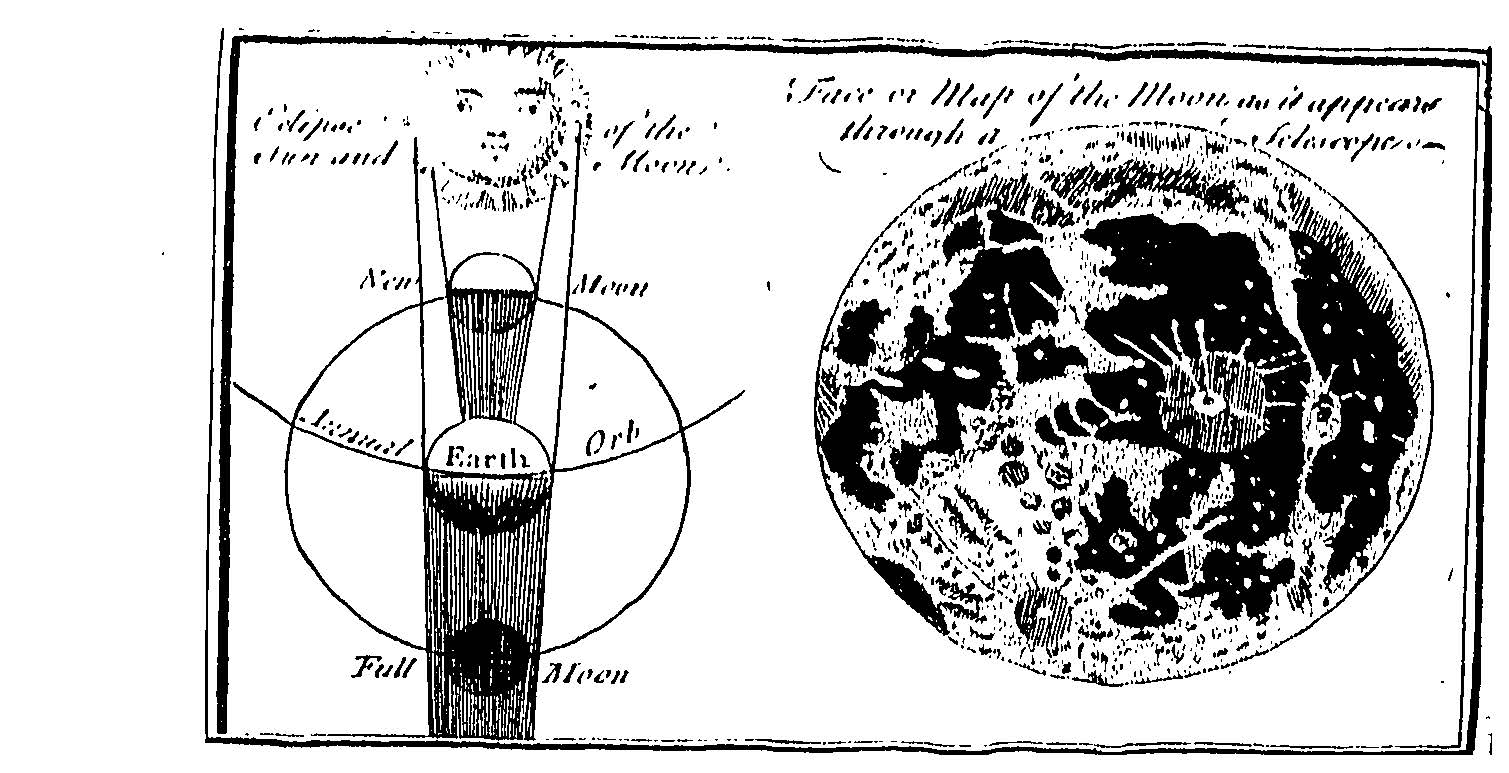 Eclipse of the
Sun and Moon.
New Moon
Annual Orb
Earth
Full Moon
Face or Map of the Moon, as it appears
through a Telescope.